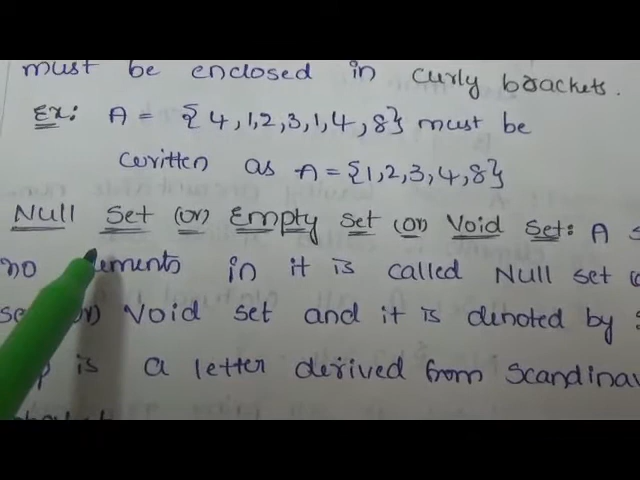 must be enclosed in curly brackets.
Ex: A = {4,1,2,3,1,4,8} must be
written as A = {1,2,3,4,8}
Null Set (or) Empty set (or) Void set: A
no in it is called Null set
Void set and it is denoted by
is a letter derived from